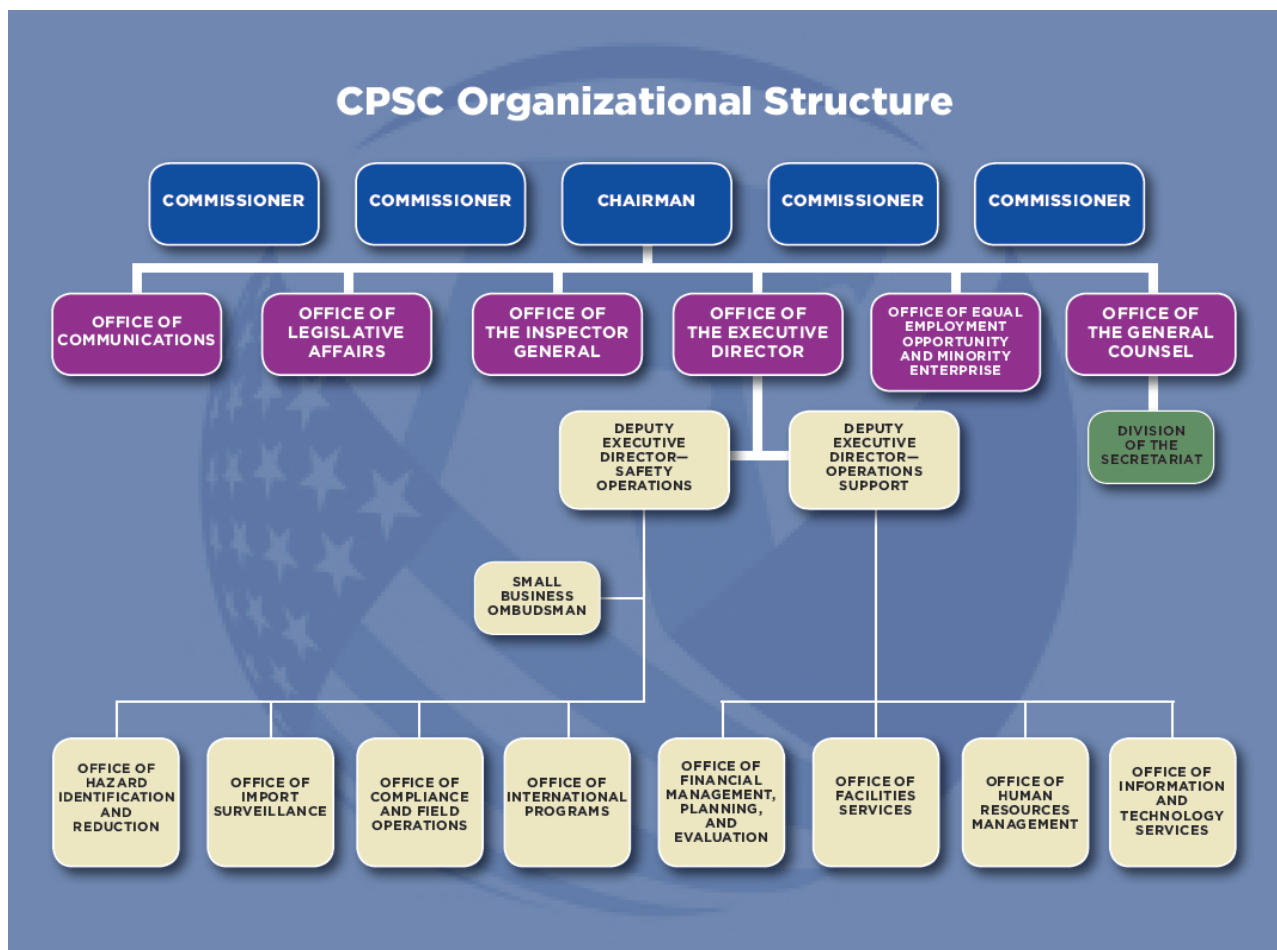 CPSC Organizational Structure
COMMISSIONER
COMMISSIONER
CHAIRMAN
COMMISSIONER
COMMISSIONER
OFFICE OF
COMMUNICATIONS
OFFICE OF
LEGISLATIVE
AFFAIRS
OFFICE OF
THE INSPECTOR
GENERAL
OFFICE OF
THE EXECUTIVE
DIRECTOR
OFFICE OF EQUAL
EMPLOYMENT
OPPORTUNITY
AND MINORITY
ENTERPRISE
OFFICE OF
THE GENERAL
COUNSEL
DEPUTY
EXECUTIVE
DIRECTOR—
SAFETY
OPERATIONS
DEPUTY
EXECUTIVE
DIRECTOR—
OPERATIONS
SUPPORT
DIVISION
OF THE
SECRETARIAT
SMALL
BUSINESS
OMBUDSMAN
OFFICE OF
HAZARD
IDENTIFICATION
AND
REDUCTION
OFFICE OF
IMPORT
SURVEILLANCE
OFFICE OF
COMPLIANCE
AND FIELD
OPERATIONS
OFFICE OF
INTERNATIONAL
PROGRAMS
OFFICE OF
FINANCIAL
MANAGEMENT,
PLANNING,
AND
EVALUATION
OFFICE OF
FACILITIES
SERVICES
OFFICE OF
HUMAN
RESOURCES
MANAGEMENT
OFFICE OF
INFORMATION
AND
TECHNOLOGY
SERVICES